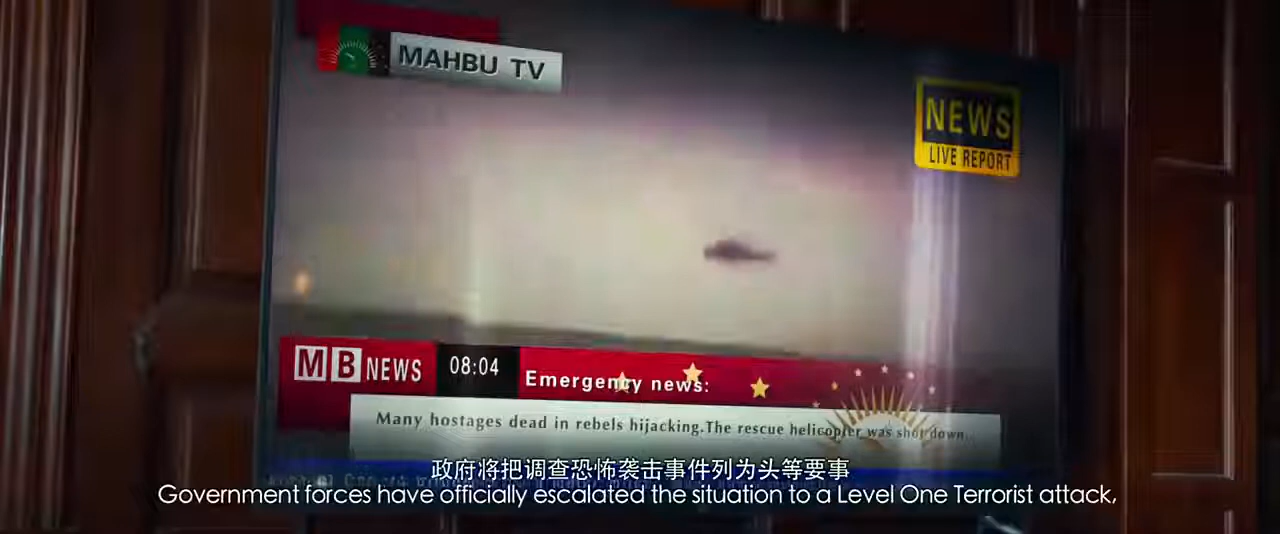 MAHBU TV
NEWS
LIVE REPORT
MB NEWS
08:04
Emergency news:
Many hostages dead in rebels hijacking.The rescue helicopter was shot down...
政府将把调查恐怖袭击事件列为头等要事
Government forces have officially escalated the situation to a Level One Terrorist attack,